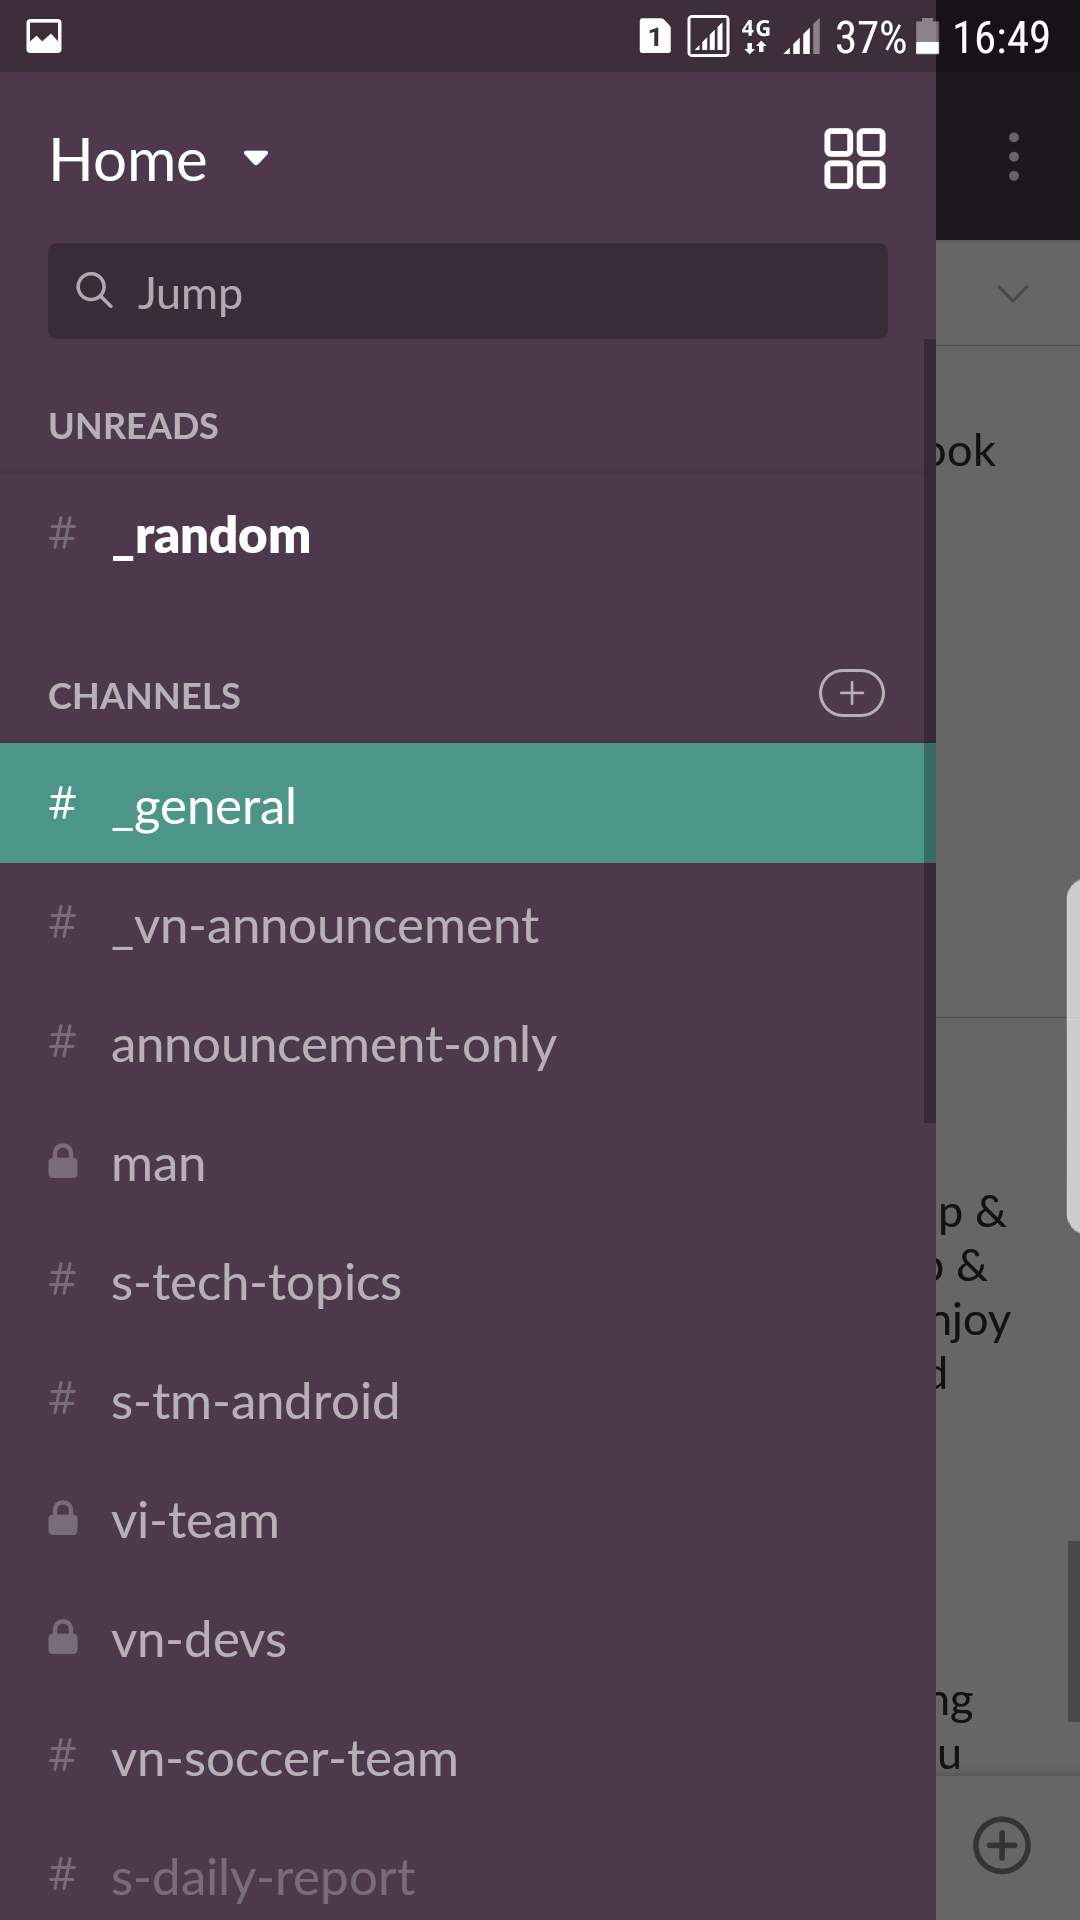 1 4G 37% 16:49
Home
Jump
UNREADS
ook
# _random
CHANNELS
# _general
# _vn-announcement
# announcement-only
man
p &
# s-tech-topics
&
njoy
# s-tm-android
vi-team
vn-devs
ng
# vn-soccer-team
u
# s-daily-report